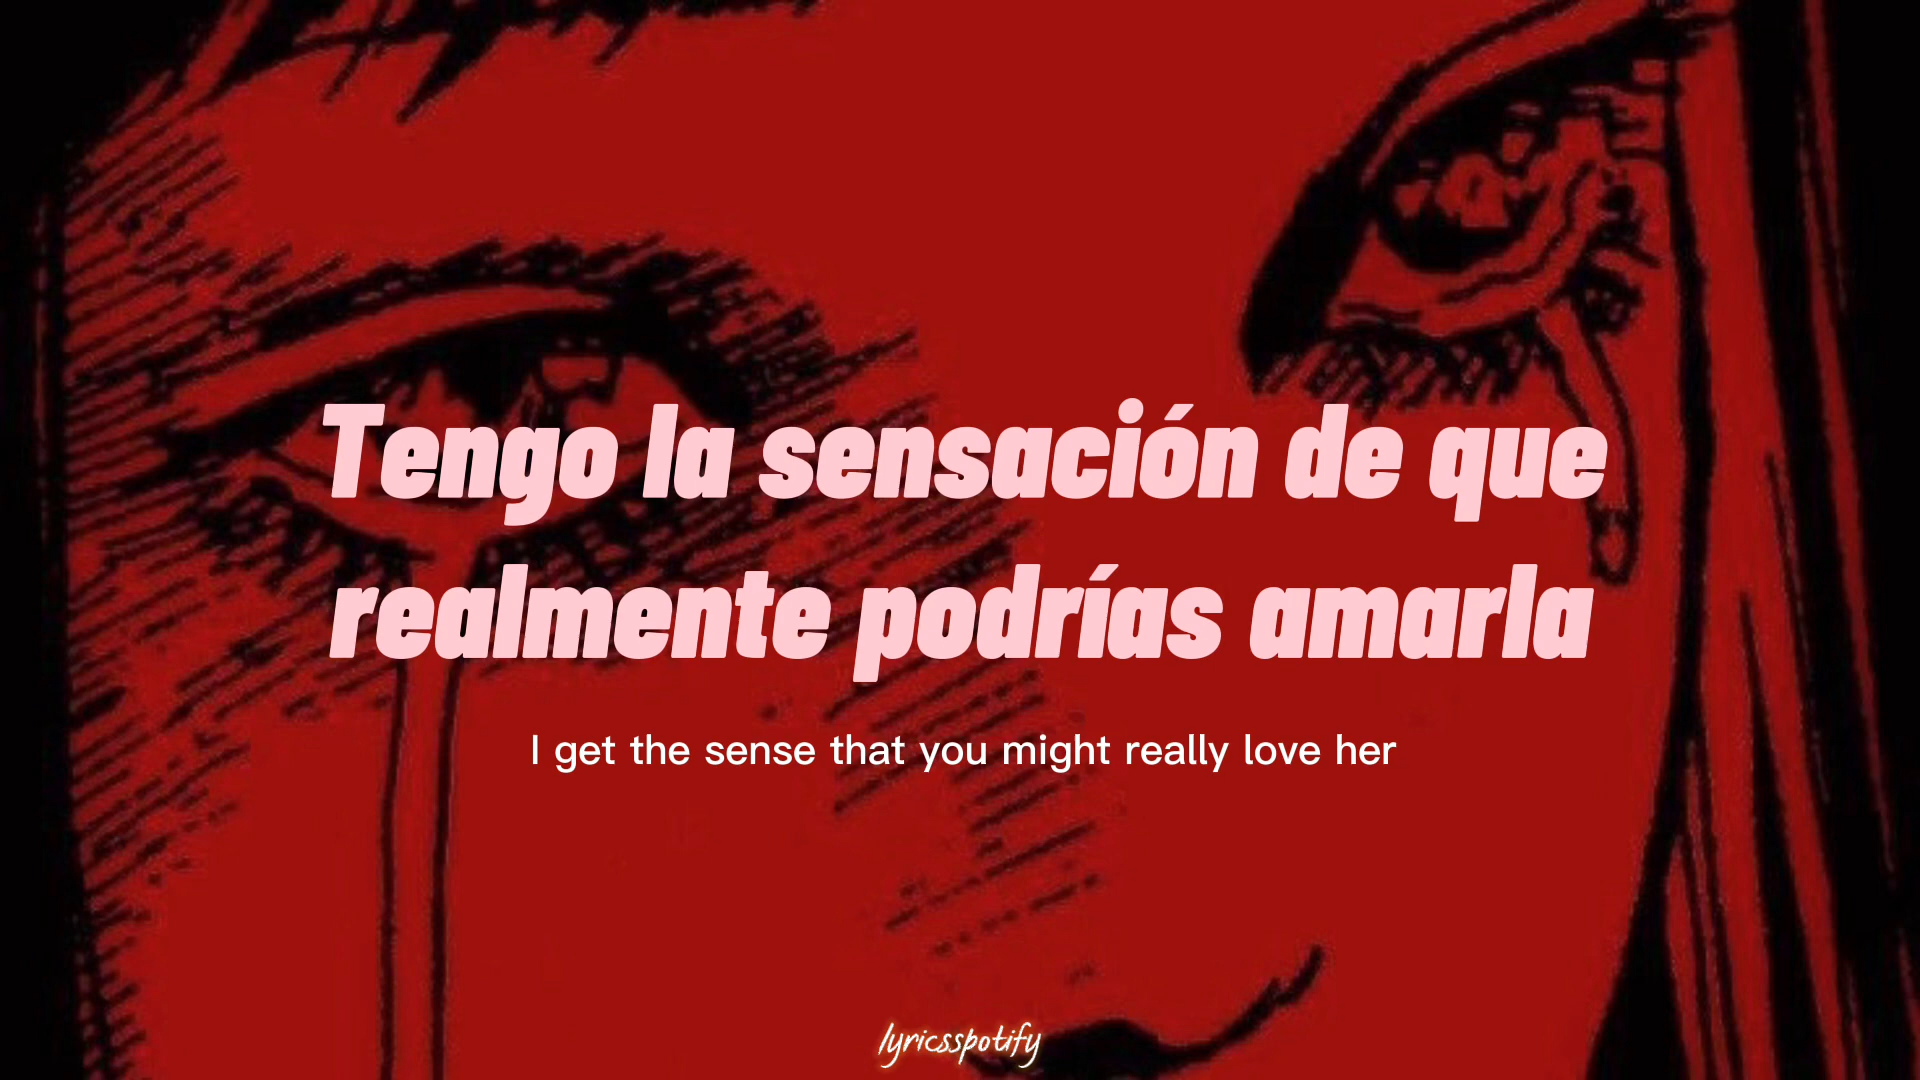 Tengo la sensación de que
realmente podrías amarla
I get the sense that you might really love her
lyricsspotify